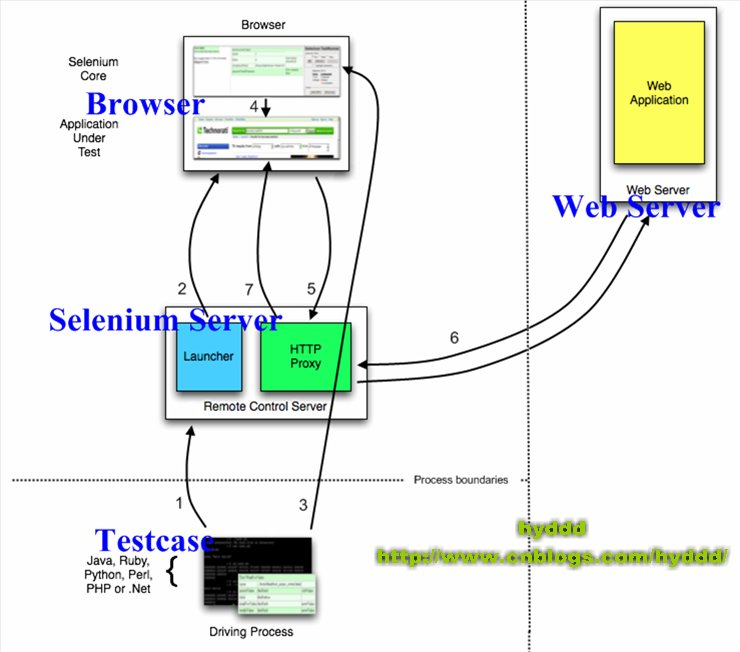 Browser
Selenium
Core
Browser
4
Application
Under
Test
Technorati
Web
Application
Web Server
Web Server
2
7
5
6
Selenium Server
Launcher
HTTP
Proxy
Remote Control Server
Process boundaries
1
3
Testcase
Java, Ruby,
Python, Perl,
PHP or .Net
{
Driving Process
hyddd
http://www.cnblogs.com/hyddd/